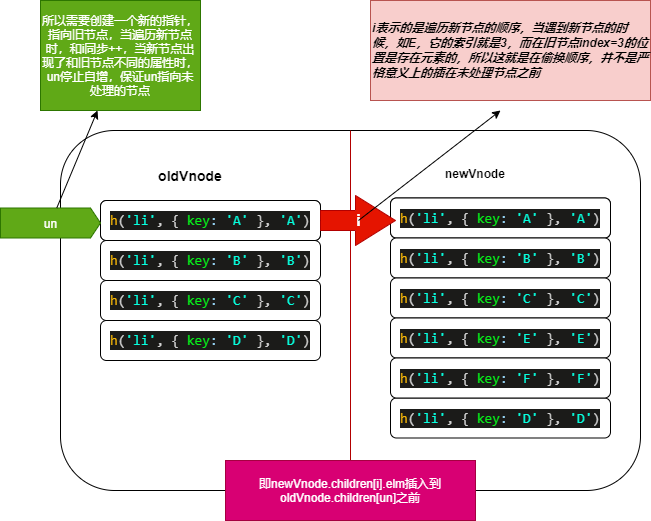 所以需要创建一个新的指针，
指向旧节点，当遍历新节点
时，和i同步++，当新节点出
现了和旧节点不同的属性时，
un停止自增，保证un指向未
处理的节点
i表示的是遍历新节点的顺序，当遇到新节点的时
候，如E，它的索引就是3，而在旧节点index=3的位
置是存在元素的，所以这就是在偷换顺序，并不是严
格意义上的插在未处理节点之前
oldVnode
newVnode
un
i
h('li', { key: 'A' }, 'A')
h('li', { key: 'B' }, 'B')
h('li', { key: 'C' }, 'C')
h('li', { key: 'D' }, 'D')
h('li', { key: 'A' }, 'A')
h('li', { key: 'B' }, 'B')
h('li', { key: 'C' }, 'C')
h('li', { key: 'E' }, 'E')
h('li', { key: 'F' }, 'F')
h('li', { key: 'D' }, 'D')
即newVnode.children[i].elm插入到
oldVnode.children[un]之前